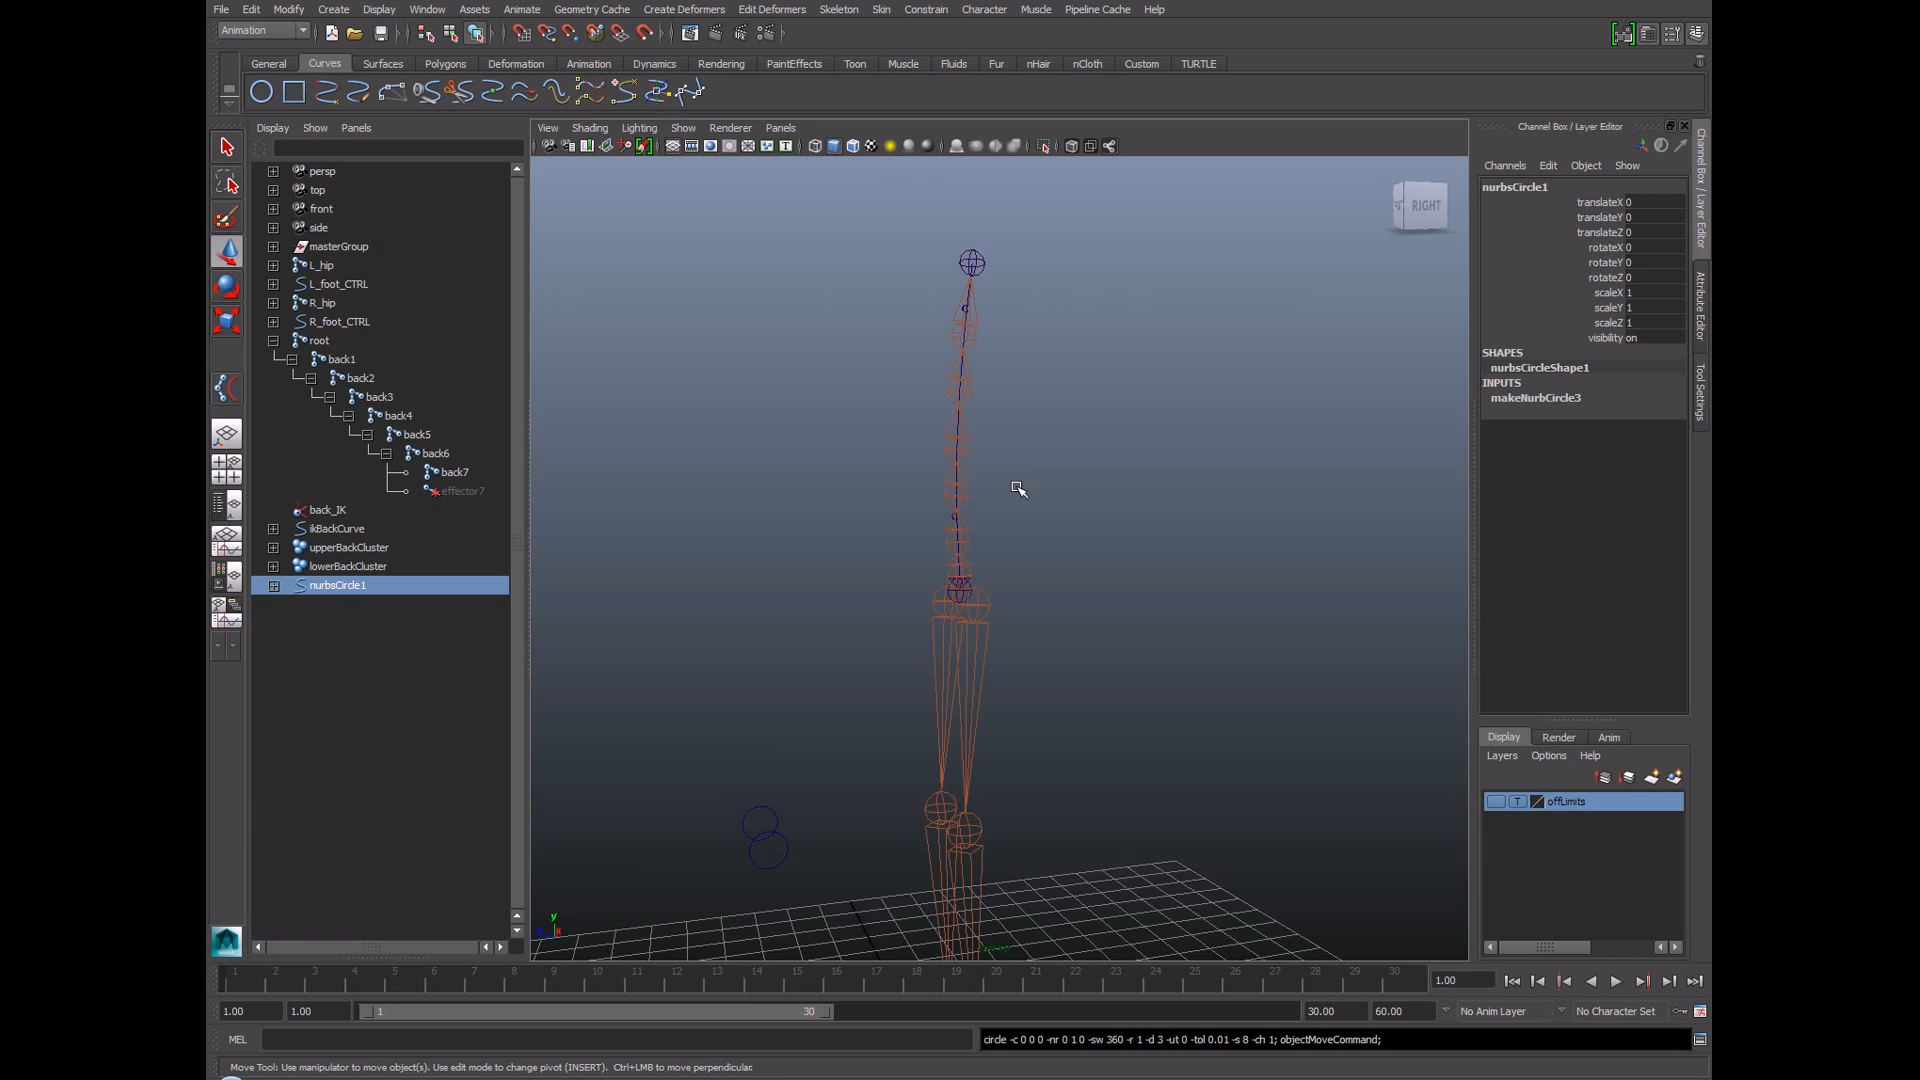 File Edit Modify Create Display Window Assets Animate Geometry Cache Create Deformers Edit Deformers Skeleton Skin Constrain Character Muscle Pipeline Cache Help
Animation
General Curves Surfaces Polygons Deformation Animation Dynamics Rendering PaintEffects Toon Muscle Fluids Fur nHair nCloth Custom TURTLE
Display Show Panels
View Shading Lighting Show Renderer Panels
Channel Box / Layer Editor
Channels Edit Object Show
persp
top
front
side
masterGroup
L_hip
L_foot_CTRL
R_hip
R_foot_CTRL
root
back1
back2
back3
back4
back5
back6
back7
effector7
back_IK
ikBackCurve
upperBackCluster
lowerBackCluster
nurbsCircle1
RIGHT
y
nurbsCircle1
translateX 0
translateY 0
translateZ 0
rotateX 0
rotateY 0
rotateZ 0
scaleX 1
scaleY 1
scaleZ 1
visibility on
SHAPES
nurbsCircleShape1
INPUTS
makeNurbCircle3
Channel Box / Layer Editor
Attribute Editor
Tool Settings
Display Render Anim
Layers Options Help
T offLimits
1 2 3 4 5 6 7 8 9 10 11 12 13 14 15 16 17 18 19 20 21 22 23 24 25 26 27 28 29 30
1.00
1.00 1.00 1 30 30.00 60.00 No Anim Layer No Character Set
MEL
circle -c 0 0 0 -nr 0 1 0 -sw 360 -r 1 -d 3 -ut 0 -tol 0.01 -s 8 -ch 1; objectMoveCommand;
Move Tool: Use manipulator to move object(s). Use edit mode to change pivot (INSERT). Ctrl+LMB to move perpendicular.